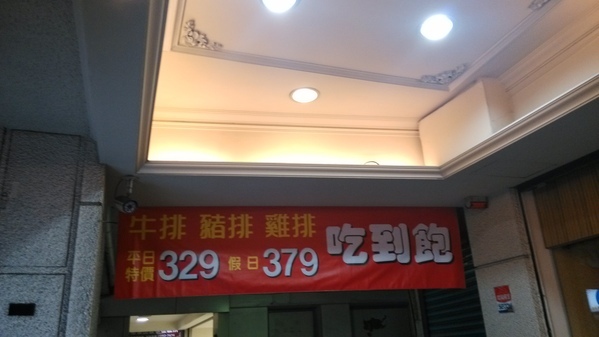 牛排 豬排 雞排
吃到飽
平日特價 329 假日 379